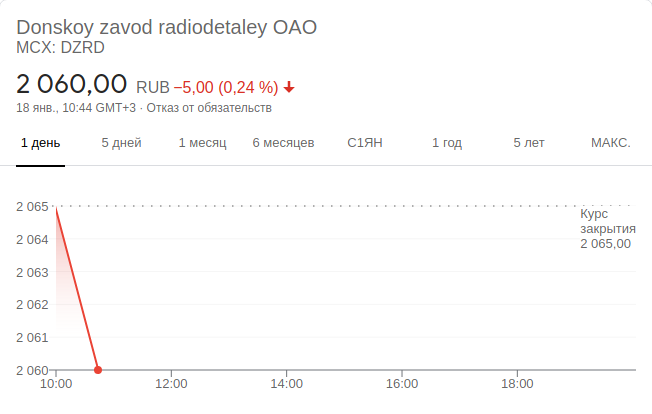 Donskoy zavod radiodetaley OAO
MCX: DZRD
2 060,00 RUB −5,00 (0,24 %)
18 янв., 10:44 GMT+3 · Отказ от обязательств
1 день 5 дней 1 месяц 6 месяцев С1ЯН 1 год 5 лет МАКС.
2 065
Курс
закрытия
2 065,00
2 064
2 063
2 062
2 061
2 060
10:00 12:00 14:00 16:00 18:00